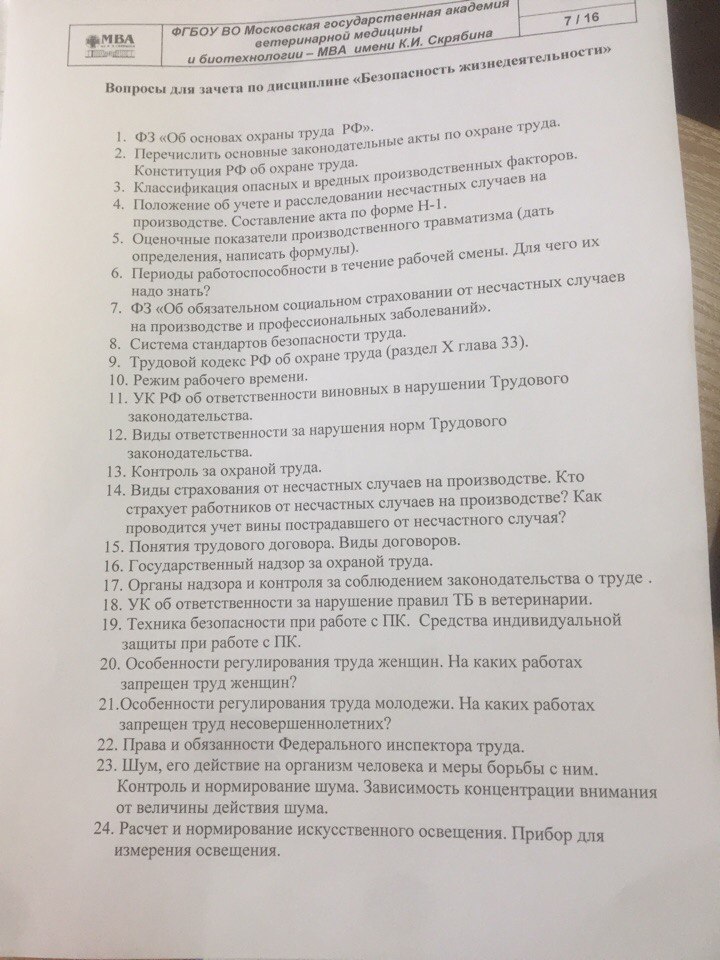 МВА
ФГБОУ ВО Московская государственная академия
ветеринарной медицины
и биотехнологии – МВА имени К.И. Скрябина
7 / 16
Вопросы для зачета по дисциплине «Безопасность жизнедеятельности»
1. ФЗ «Об основах охраны труда РФ».
2. Перечислить основные законодательные акты по охране труда.
Конституция РФ об охране труда.
3. Классификация опасных и вредных производственных факторов.
4. Положение об учете и расследовании несчастных случаев на
производстве. Составление акта по форме Н-1.
5. Оценочные показатели производственного травматизма (дать
определения, написать формулы).
6. Периоды работоспособности в течение рабочей смены. Для чего их
надо знать?
7. ФЗ «Об обязательном социальном страховании от несчастных случаев
на производстве и профессиональных заболеваний».
8. Система стандартов безопасности труда.
9. Трудовой кодекс РФ об охране труда (раздел X глава 33).
10. Режим рабочего времени.
11. УК РФ об ответственности виновных в нарушении Трудового
законодательства.
12. Виды ответственности за нарушения норм Трудового
законодательства.
13. Контроль за охраной труда.
14. Виды страхования от несчастных случаев на производстве. Кто
страхует работников от несчастных случаев на производстве? Как
проводится учет вины пострадавшего от несчастного случая?
15. Понятия трудового договора. Виды договоров.
16. Государственный надзор за охраной труда.
17. Органы надзора и контроля за соблюдением законодательства о труде .
18. УК об ответственности за нарушение правил ТБ в ветеринарии.
19. Техника безопасности при работе с ПК. Средства индивидуальной
защиты при работе с ПК.
20. Особенности регулирования труда женщин. На каких работах
запрещен труд женщин?
21.Особенности регулирования труда молодежи. На каких работах
запрещен труд несовершеннолетних?
22. Права и обязанности Федерального инспектора труда.
23. Шум, его действие на организм человека и меры борьбы с ним.
Контроль и нормирование шума. Зависимость концентрации внимания
от величины действия шума.
24. Расчет и нормирование искусственного освещения. Прибор для
измерения освещения.